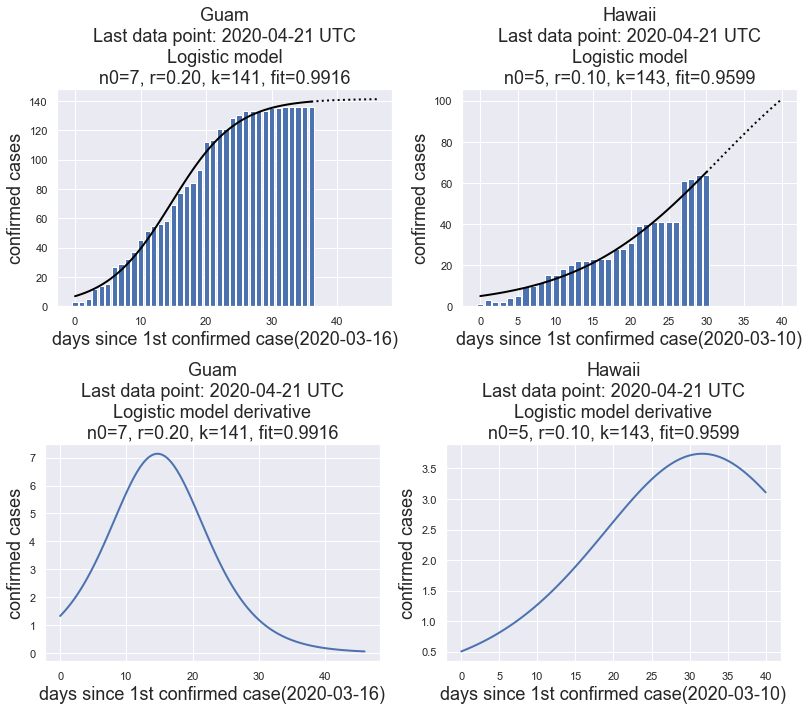 Guam
Last data point: 2020-04-21 UTC
Logistic model
n0=7, r=0.20, k=141, fit=0.9916
140
120
100
80
60
40
20
0
confirmed cases
0 10 20 30 40
days since 1st confirmed case(2020-03-16)
Hawaii
Last data point: 2020-04-21 UTC
Logistic model
n0=5, r=0.10, k=143, fit=0.9599
100
80
60
40
20
0
confirmed cases
0 5 10 15 20 25 30 35 40
days since 1st confirmed case(2020-03-10)
Guam
Last data point: 2020-04-21 UTC
Logistic model derivative
n0=7, r=0.20, k=141, fit=0.9916
7
6
5
4
3
2
1
0
confirmed cases
0 10 20 30 40
days since 1st confirmed case(2020-03-16)
Hawaii
Last data point: 2020-04-21 UTC
Logistic model derivative
n0=5, r=0.10, k=143, fit=0.9599
3.5
3.0
2.5
2.0
1.5
1.0
0.5
confirmed cases
0 5 10 15 20 25 30 35 40
days since 1st confirmed case(2020-03-10)